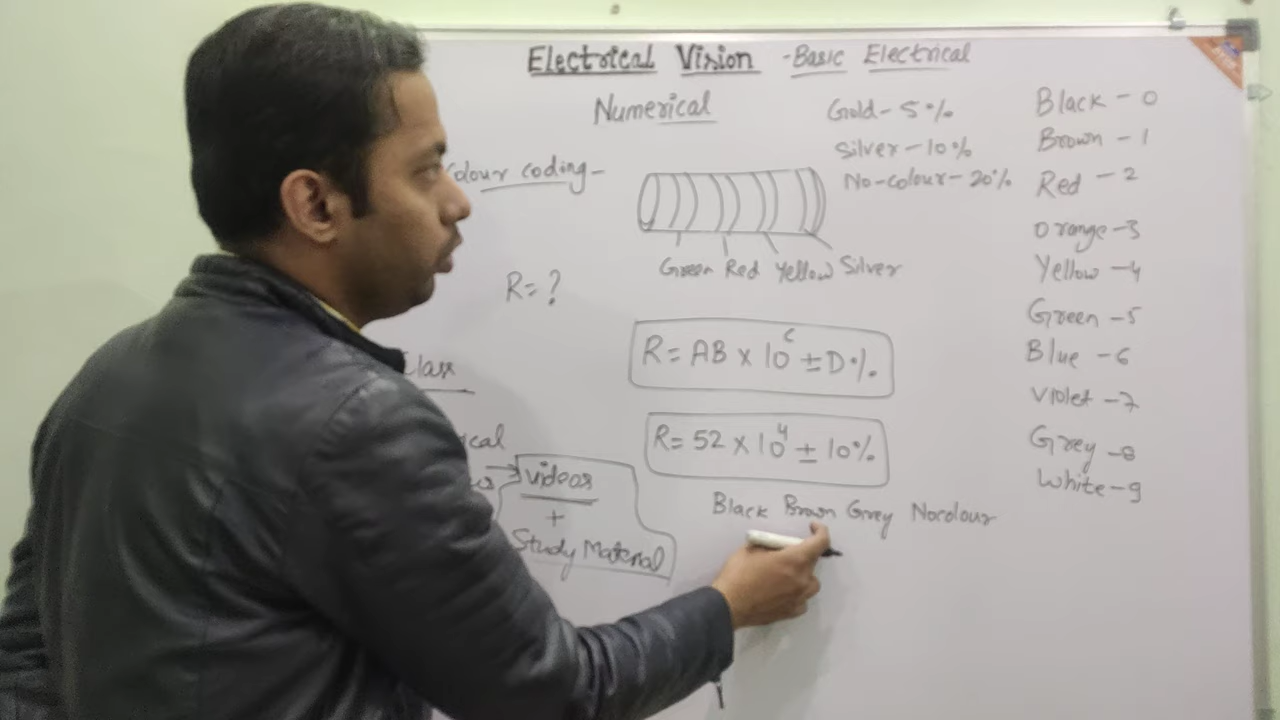 Electrical Vision - Basic Electrical
Numerical
Colour coding -
Gold - 5%
Silver - 10%
No-colour - 20%
Green Red Yellow Silver
R = ?
R = AB × 10^c ± D%
R = 52 × 10^4 ± 10%
Black Brown Grey Nocolour
videos
+
Study Material
Black - 0
Brown - 1
Red - 2
Orange - 3
Yellow - 4
Green - 5
Blue - 6
Violet - 7
Grey - 8
White - 9